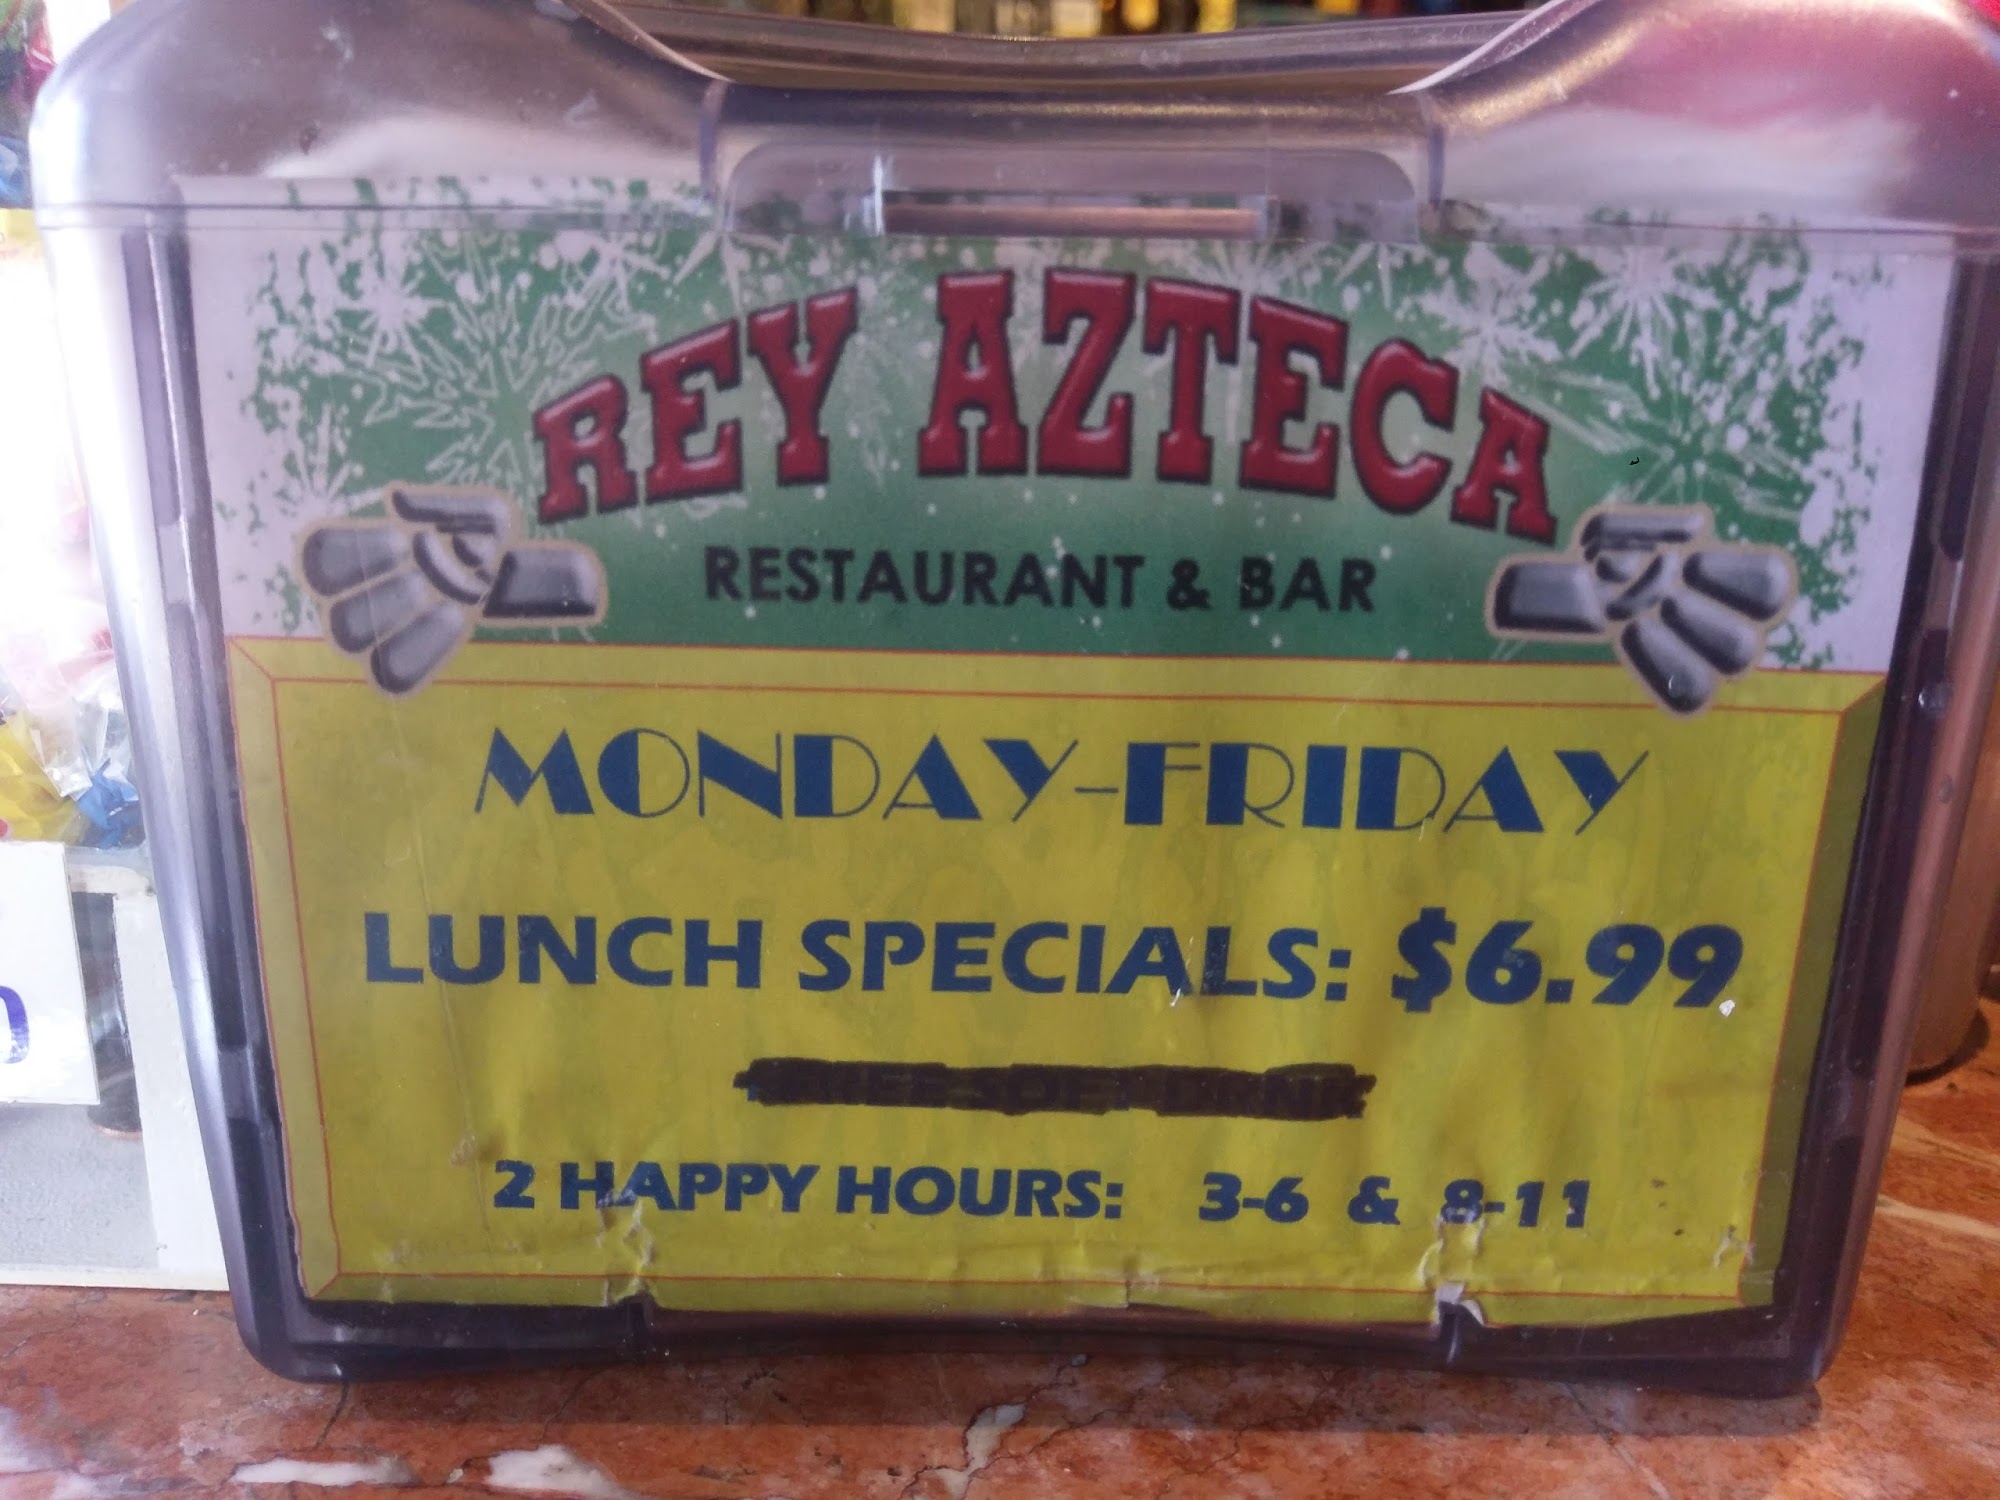 REY AZTECA
RESTAURANT & BAR
MONDAY-FRIDAY
LUNCH SPECIALS: $6.99
2 HAPPY HOURS: 3-6 & 8-11